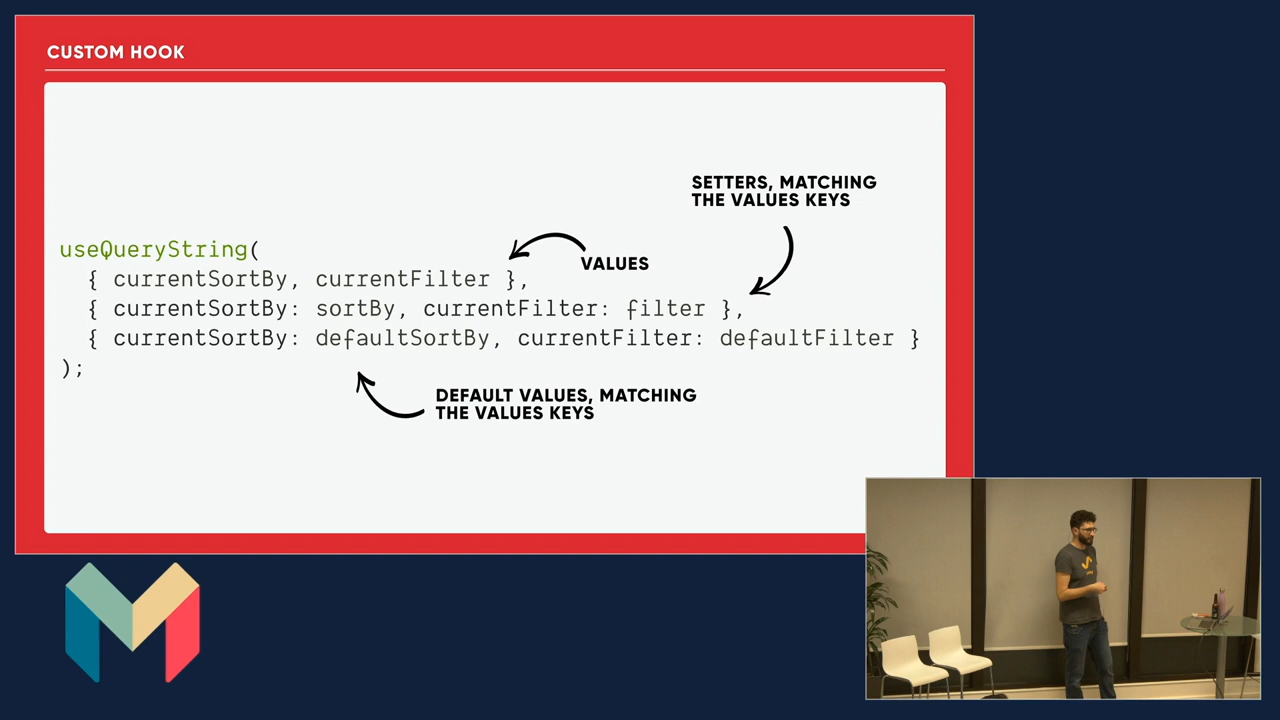 CUSTOM HOOK
SETTERS, MATCHING
THE VALUES KEYS
VALUES
useQueryString(
{ currentSortBy, currentFilter },
{ currentSortBy: sortBy, currentFilter: filter },
{ currentSortBy: defaultSortBy, currentFilter: defaultFilter }
);
DEFAULT VALUES, MATCHING
THE VALUES KEYS